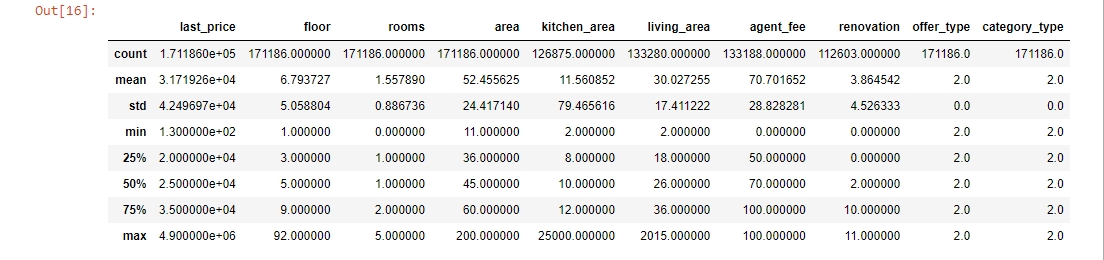 Out[16]:
last_price floor rooms area kitchen_area living_area agent_fee renovation offer_type category_type
count 1.711860e+05 171186.000000 171186.000000 171186.000000 126875.000000 133280.000000 133188.000000 112603.000000 171186.0 171186.0
mean 3.171926e+04 6.793727 1.557890 52.455625 11.560852 30.027255 70.701652 3.864542 2.0 2.0
std 4.249697e+04 5.058804 0.886736 24.417140 79.465616 17.411222 28.828281 4.526333 0.0 0.0
min 1.300000e+02 1.000000 0.000000 11.000000 2.000000 2.000000 0.000000 0.000000 2.0 2.0
25% 2.000000e+04 3.000000 1.000000 36.000000 8.000000 18.000000 50.000000 0.000000 2.0 2.0
50% 2.500000e+04 5.000000 1.000000 45.000000 10.000000 26.000000 70.000000 2.000000 2.0 2.0
75% 3.500000e+04 9.000000 2.000000 60.000000 12.000000 36.000000 100.000000 10.000000 2.0 2.0
max 4.900000e+06 92.000000 5.000000 200.000000 25000.000000 2015.000000 100.000000 11.000000 2.0 2.0